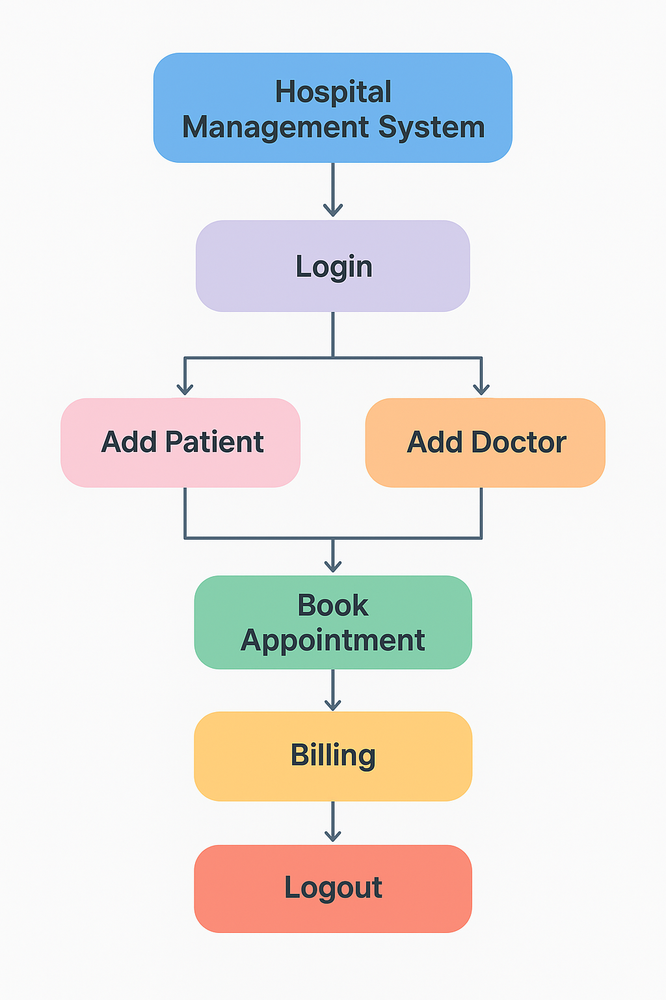 Hospital
Management System
Login
Add Patient
Add Doctor
Book
Appointment
Billing
Logout